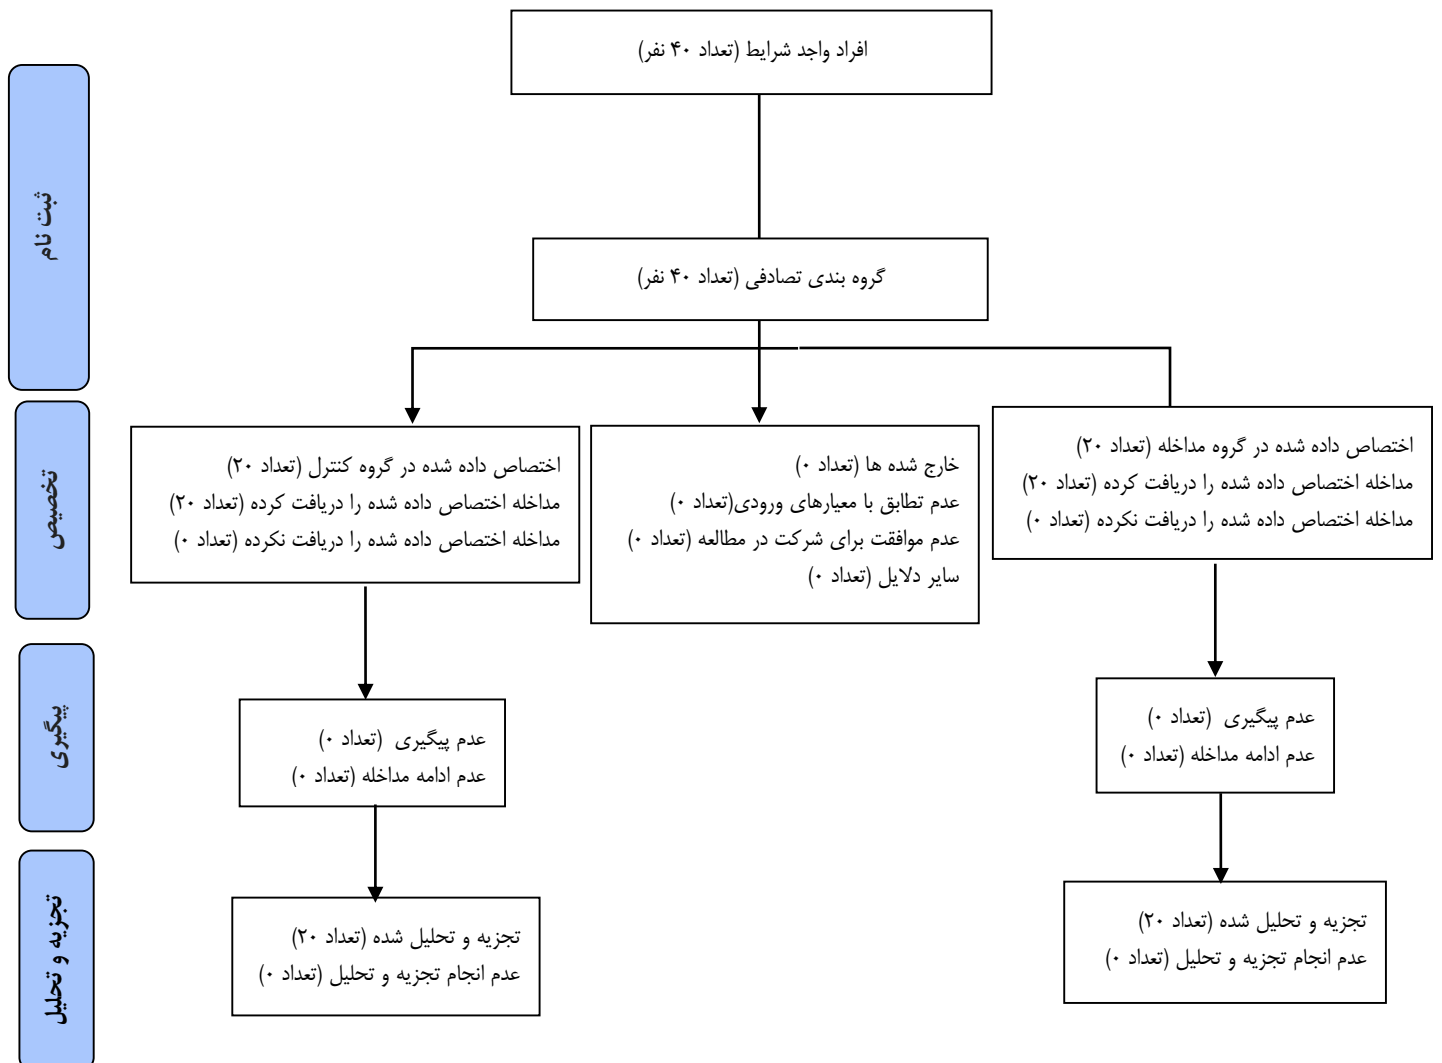 افراد واجد شرایط (تعداد ۴۰ نفر)
ثبت نام
گروه بندی تصادفی (تعداد ۴۰ نفر)
تخصیص
اختصاص داده شده در گروه مداخله (تعداد ۲۰)
مداخله اختصاص داده شده را دریافت کرده (تعداد ۲۰)
مداخله اختصاص داده شده را دریافت نکرده (تعداد ۰)
خارج شده ها (تعداد ۰)
عدم تطابق با معیارهای ورودی(تعداد ۰)
عدم موافقت برای شرکت در مطالعه (تعداد ۰)
سایر دلایل (تعداد ۰)
اختصاص داده شده در گروه کنترل (تعداد ۲۰)
مداخله اختصاص داده شده را دریافت کرده (تعداد ۲۰)
مداخله اختصاص داده شده را دریافت نکرده (تعداد ۰)
پیگیری
عدم پیگیری (تعداد ۰)
عدم ادامه مداخله (تعداد ۰)
عدم پیگیری (تعداد ۰)
عدم ادامه مداخله (تعداد ۰)
تجزیه و تحلیل
تجزیه و تحلیل شده (تعداد ۲۰)
عدم انجام تجزیه و تحلیل (تعداد ۰)
تجزیه و تحلیل شده (تعداد ۲۰)
عدم انجام تجزیه و تحلیل (تعداد ۰)